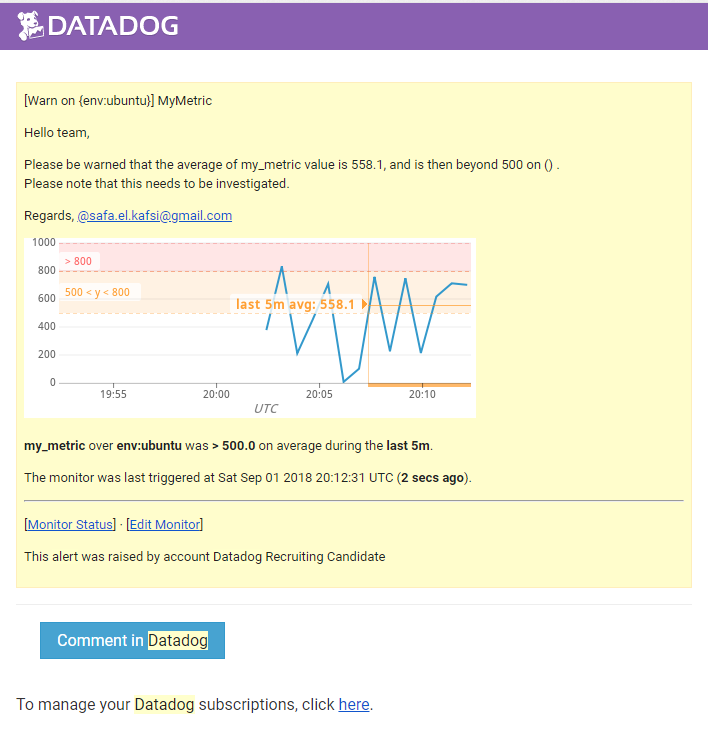 DATADOG
[Warn on {env:ubuntu}] MyMetric
Hello team,
Please be warned that the average of my_metric value is 558.1, and is then beyond 500 on () .
Please note that this needs to be investigated.
Regards, @safa.el.kafsi@gmail.com
1000
> 800
800
500 < y < 800
600
last 5m avg: 558.1
400
200
0
19:55 20:00 20:05 20:10
UTC
my_metric over env:ubuntu was > 500.0 on average during the last 5m.
The monitor was last triggered at Sat Sep 01 2018 20:12:31 UTC (2 secs ago).
[Monitor Status] · [Edit Monitor]
This alert was raised by account Datadog Recruiting Candidate
Comment in Datadog
To manage your Datadog subscriptions, click here.